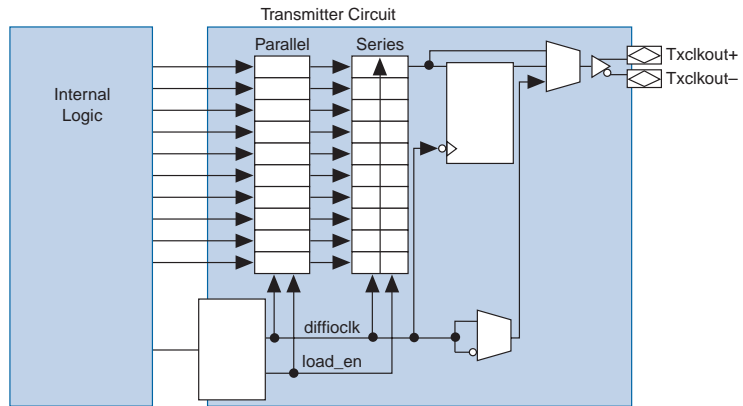 Transmitter Circuit
Parallel
Series
Txclkout+
Txclkout–
Internal
Logic
diffioclk
load_en